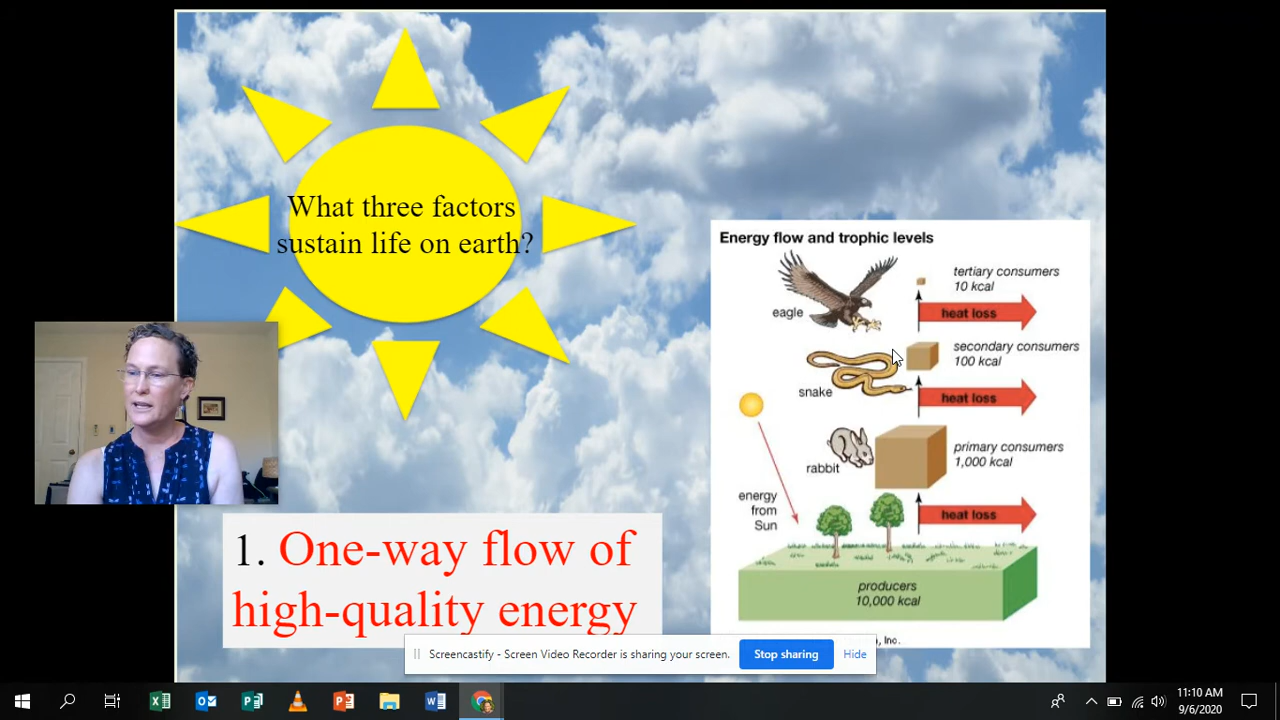 What three factors
sustain life on earth?
Energy flow and trophic levels
tertiary consumers
10 kcal
eagle
heat loss
secondary consumers
100 kcal
snake
heat loss
primary consumers
1,000 kcal
rabbit
energy
from
Sun
heat loss
producers
10,000 kcal
1. One-way flow of
high-quality energy
, Inc.
Screencastify - Screen Video Recorder is sharing your screen.
Stop sharing
Hide
11:10 AM
9/6/2020